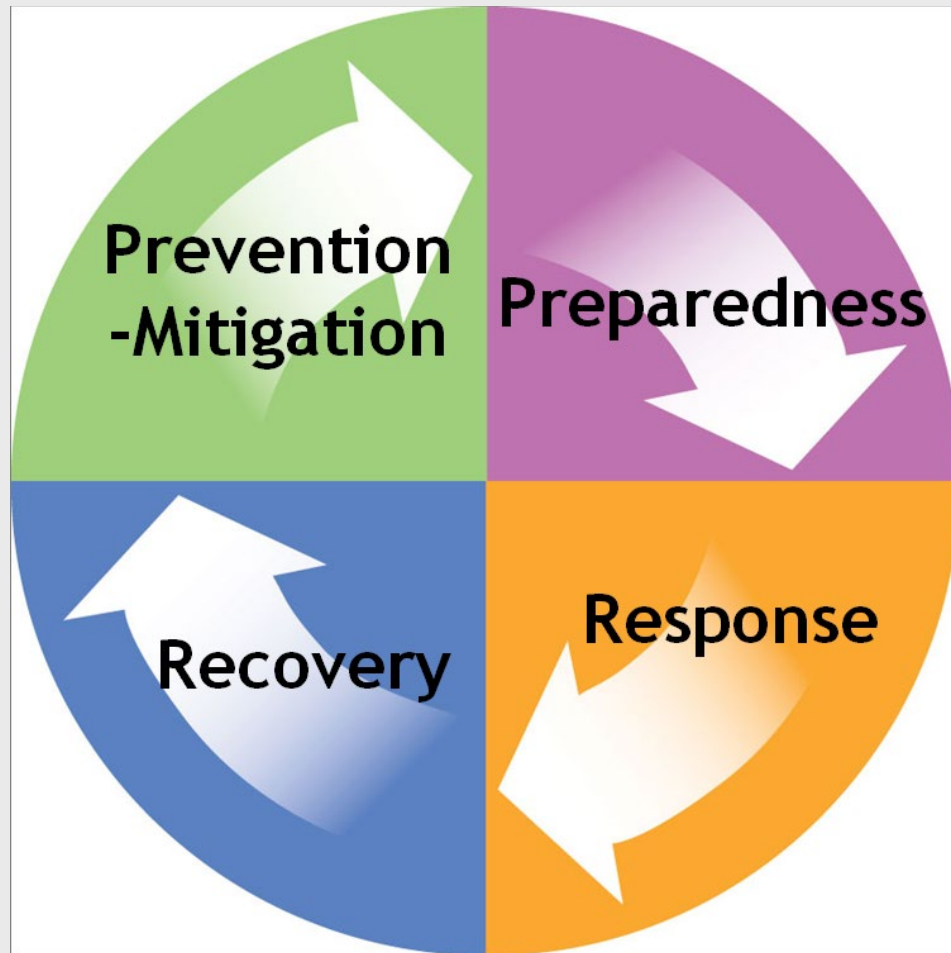 Prevention
-Mitigation
Preparedness
Response
Recovery